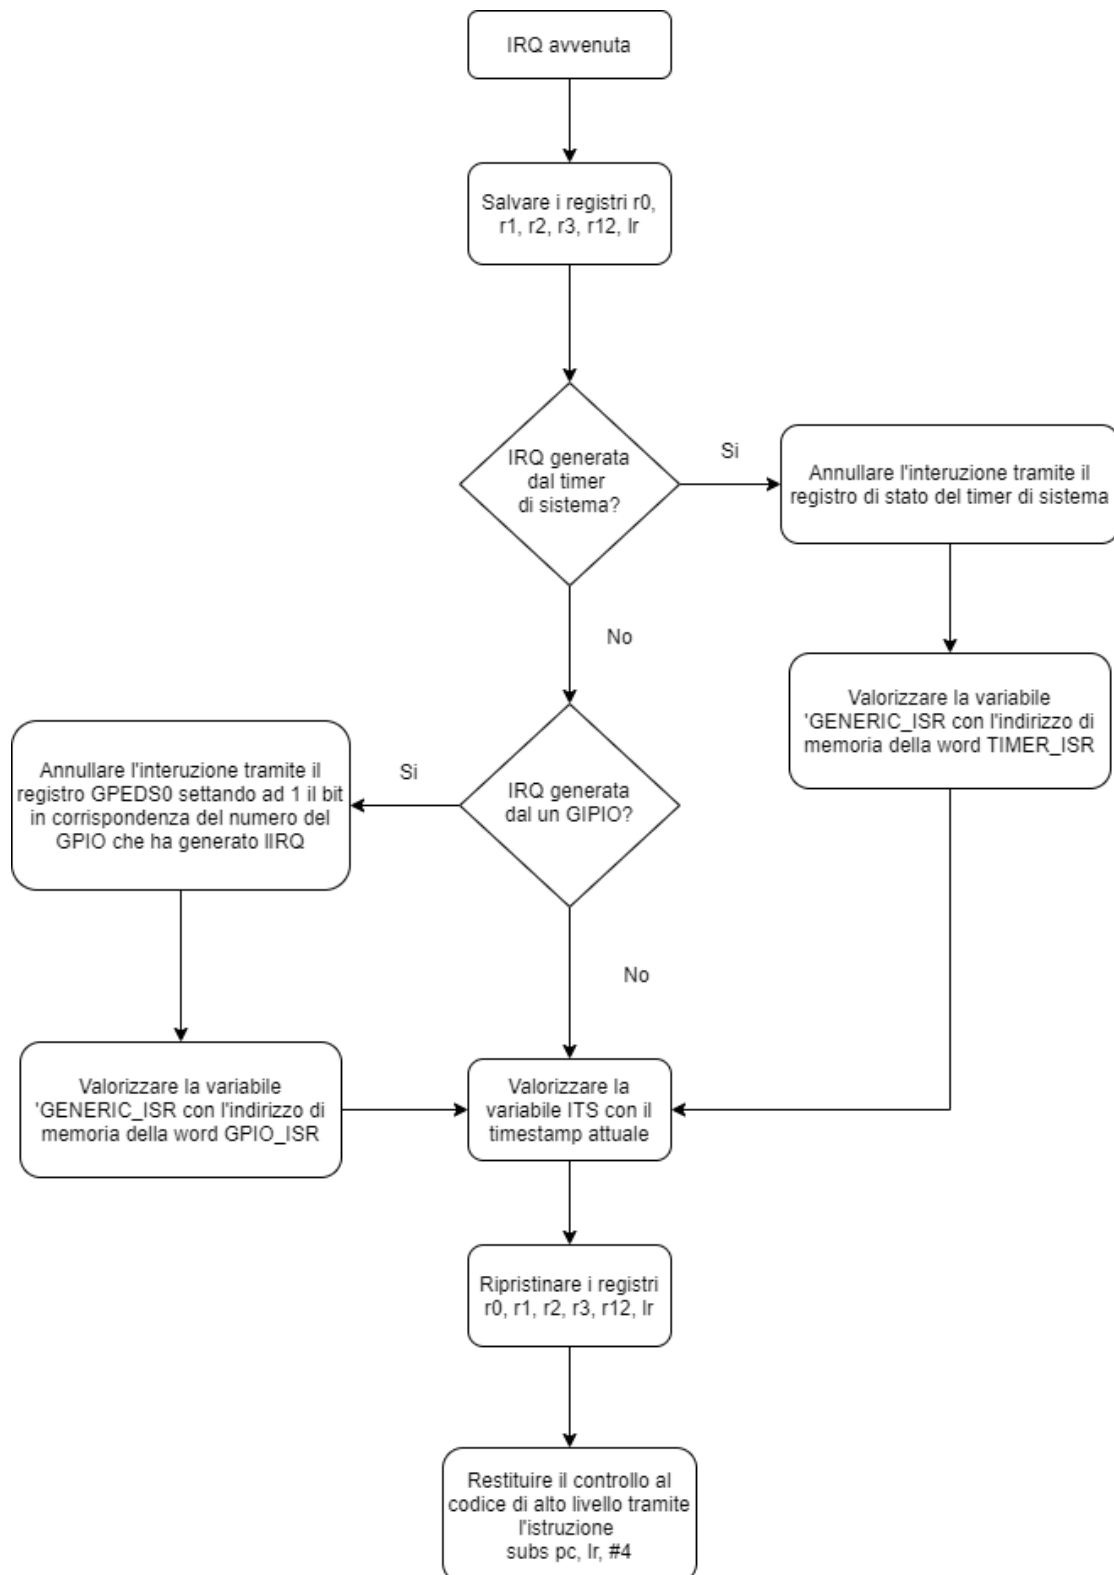 IRQ avvenuta
Salvare i registri r0,
r1, r2, r3, r12, lr
IRQ generata
dal timer
di sistema?
Si
Annullare l'interuzione tramite il
registro di stato del timer di sistema
No
Valorizzare la variabile
'GENERIC_ISR con l'indirizzo di
memoria della word TIMER_ISR
IRQ generata
dal un GIPIO?
Si
Annullare l'interuzione tramite il
registro GPEDS0 settando ad 1 il bit
in corrispondenza del numero del
GPIO che ha generato lIRQ
No
Valorizzare la variabile
'GENERIC_ISR con l'indirizzo di
memoria della word GPIO_ISR
Valorizzare la
variabile ITS con il
timestamp attuale
Ripristinare i registri
r0, r1, r2, r3, r12, lr
Restituire il controllo al
codice di alto livello tramite
l'istruzione
subs pc, lr, #4